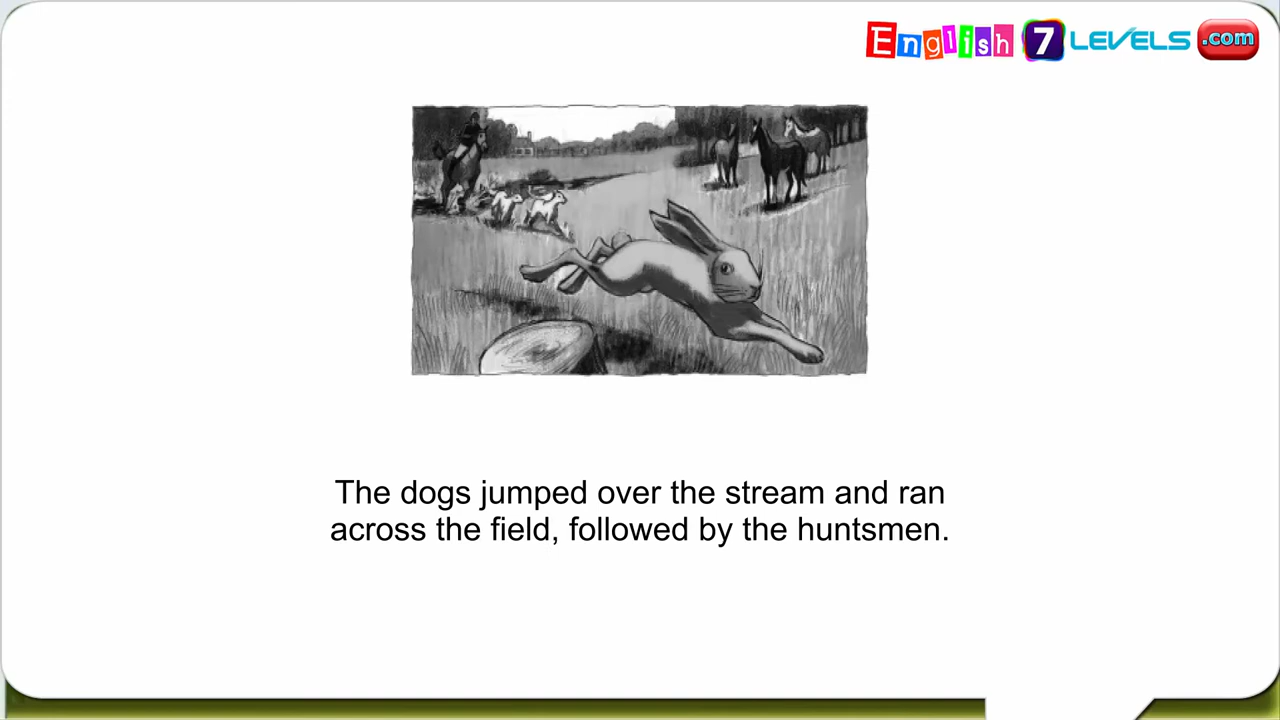 English 7 LEVELS .com
The dogs jumped over the stream and ran
across the field, followed by the huntsmen.